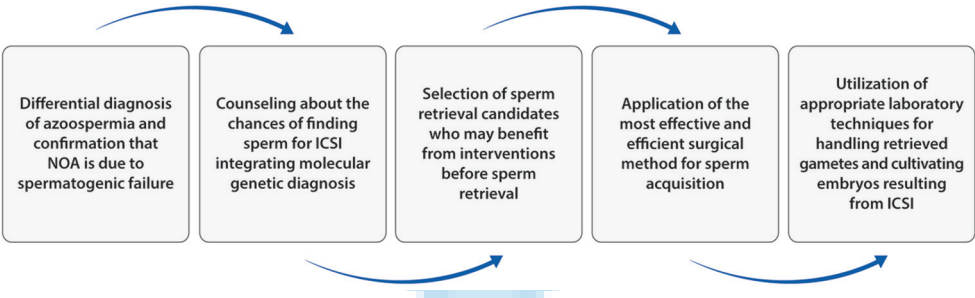 Differential diagnosis
of azoospermia and
confirmation that
NOA is due to
spermatogenic failure
Counseling about the
chances of finding
sperm for ICSI
integrating molecular
genetic diagnosis
Selection of sperm
retrieval candidates
who may benefit
from interventions
before sperm
retrieval
Application of the
most effective and
efficient surgical
method for sperm
acquisition
Utilization of
appropriate laboratory
techniques for
handling retrieved
gametes and cultivating
embryos resulting
from ICSI